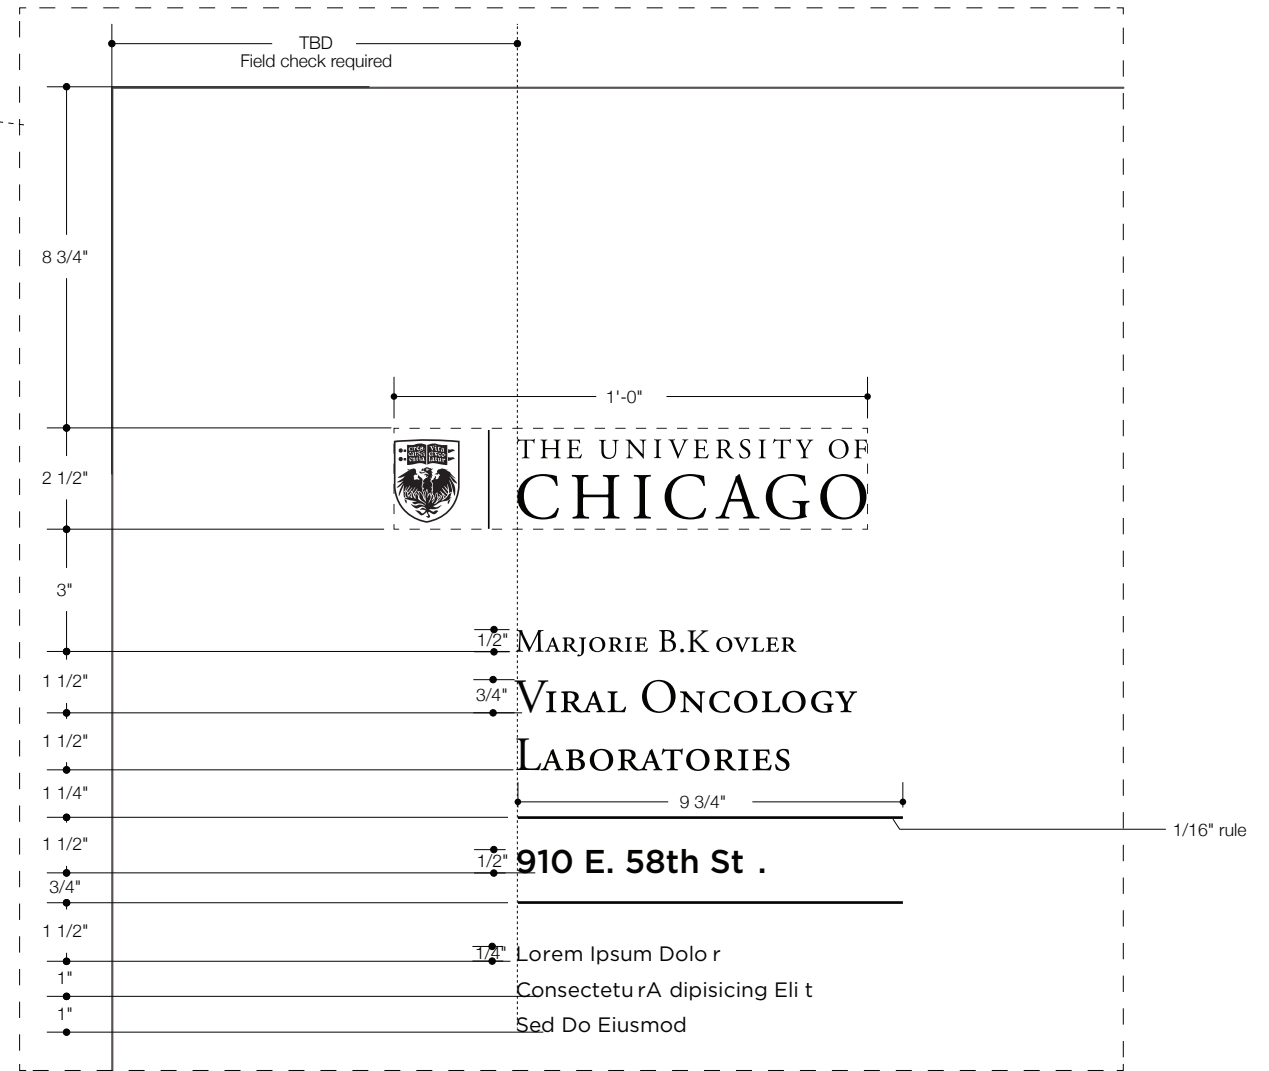 TBD
Field check required
8 3/4"
1'-0"
THE UNIVERSITY OF
CHICAGO
2 1/2"
3"
1/2" MARJORIE B.K OVLER
1 1/2"
3/4" VIRAL ONCOLOGY
1 1/2"
LABORATORIES
1 1/4"
9 3/4"
1/16" rule
1 1/2"
1/2" 910 E. 58th St .
3/4"
1 1/2"
1/4" Lorem Ipsum Dolo r
1"
Consectetu rA dipisicing Eli t
1"
Sed Do Eiusmod